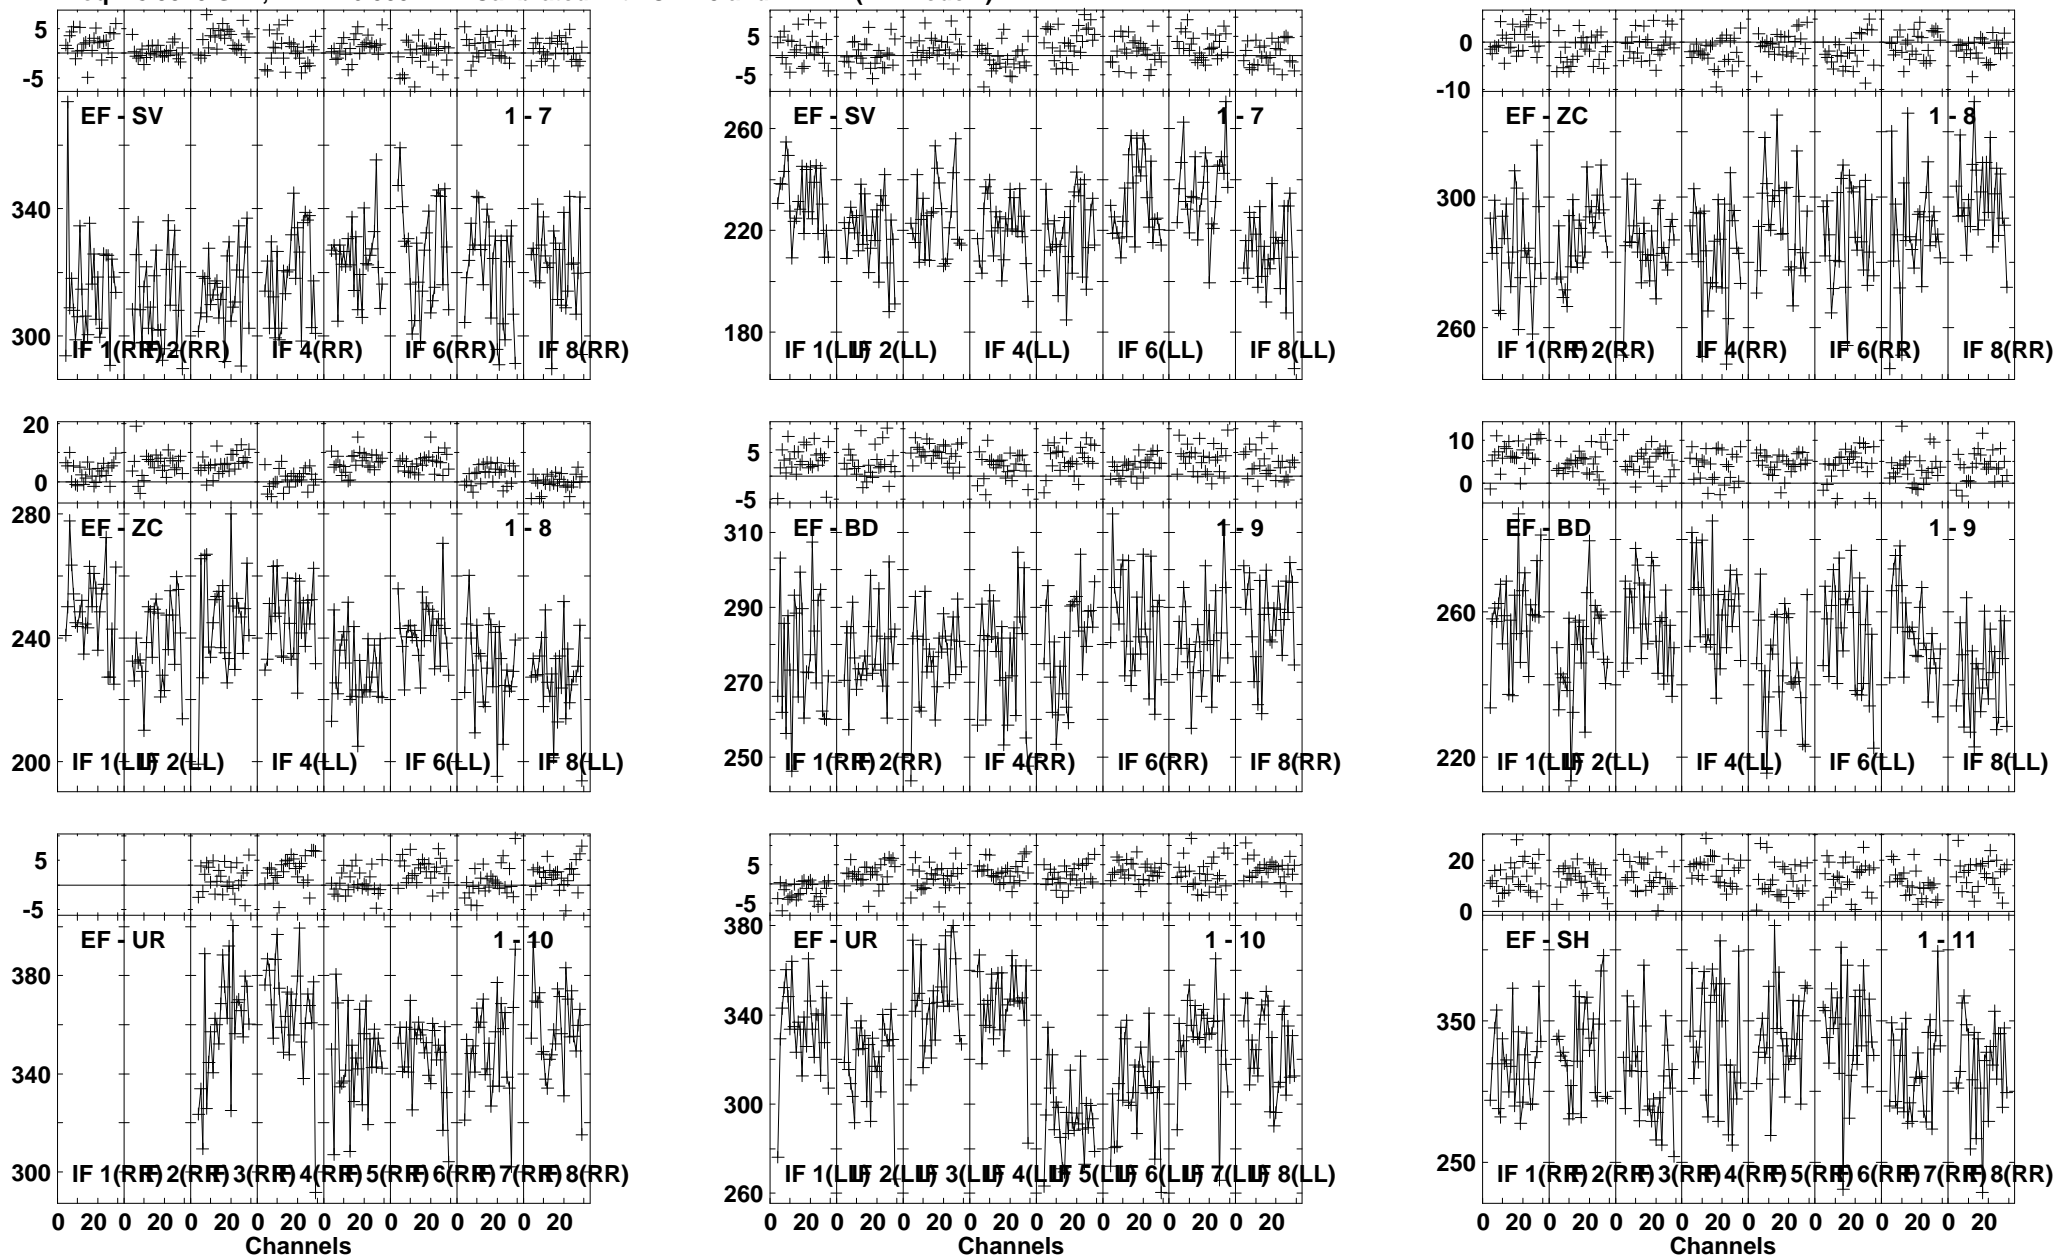 5
-5
EF - SV
1 - 7
340
300
IF 1(RR)
IF 2(RR)
IF 4(RR)
IF 6(RR)
IF 8(RR)
5
-5
EF - SV
1 - 7
260
220
180
IF 1(LL)
IF 2(LL)
IF 4(LL)
IF 6(LL)
IF 8(LL)
0
-10
EF - ZC
1 - 8
300
260
IF 1(RR)
IF 2(RR)
IF 4(RR)
IF 6(RR)
IF 8(RR)
20
0
EF - ZC
1 - 8
280
240
200
IF 1(LL)
IF 2(LL)
IF 4(LL)
IF 6(LL)
IF 8(LL)
5
-5
EF - BD
1 - 9
310
290
270
250
IF 1(RR)
IF 2(RR)
IF 4(RR)
IF 6(RR)
IF 8(RR)
10
0
EF - BD
1 - 9
260
220
IF 1(LL)
IF 2(LL)
IF 4(LL)
IF 6(LL)
IF 8(LL)
5
-5
EF - UR
1 - 10
380
340
300
IF 1(RR)
IF 2(RR)
IF 3(RR)
IF 4(RR)
IF 5(RR)
IF 6(RR)
IF 7(RR)
IF 8(RR)
0 20 0 20 0 20 0 20 0 20 0 20 0 20 0 20
Channels
5
-5
EF - UR
1 - 10
380
340
300
260
IF 1(LL)
IF 2(LL)
IF 3(LL)
IF 4(LL)
IF 5(LL)
IF 6(LL)
IF 7(LL)
IF 8(LL)
0 20 0 20 0 20 0 20 0 20 0 20 0 20 0 20
Channels
20
0
EF - SH
1 - 11
350
250
IF 1(RR)
IF 2(RR)
IF 3(RR)
IF 4(RR)
IF 5(RR)
IF 6(RR)
IF 7(RR)
IF 8(RR)
0 20 0 20 0 20 0 20 0 20 0 20 0 20 0 20
Channels